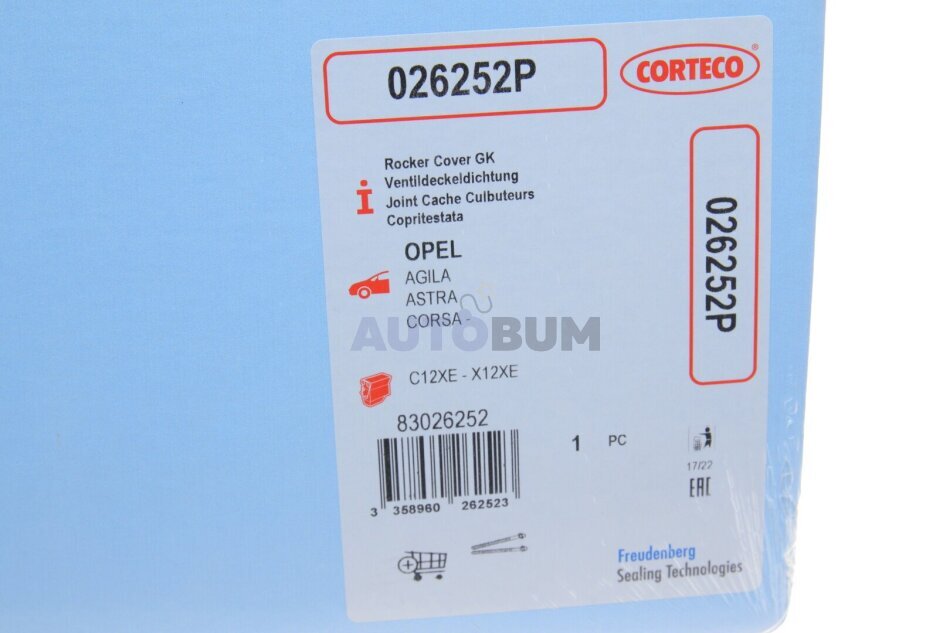 026252P
CORTECO®
Rocker Cover GK
Ventildeckeldichtung
Joint Cache Culbuteurs
Copritestata
026252P
OPEL
AGILA
ASTRA
CORSA -
AUTOBUM
C12XE - X12XE
83026252
1 PC
17/22
EAC
3 358960 262523
Freudenberg
Sealing Technologies